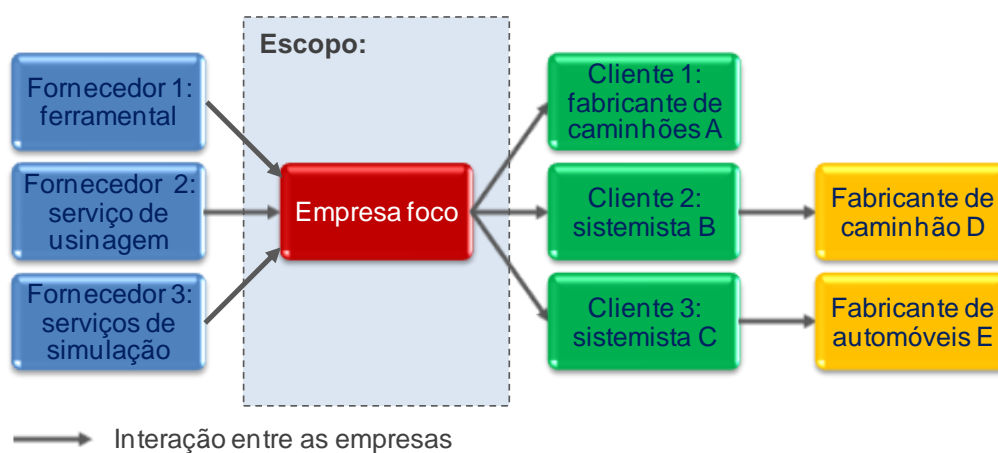 Escopo:
Fornecedor 1:
ferramental
Fornecedor 2:
serviço de
usinagem
Fornecedor 3:
serviços de
simulação
Empresa foco
Cliente 1:
fabricante de
caminhões A
Cliente 2:
sistemista B
Cliente 3:
sistemista C
Fabricante de
caminhão D
Fabricante de
automóveis E
Interação entre as empresas